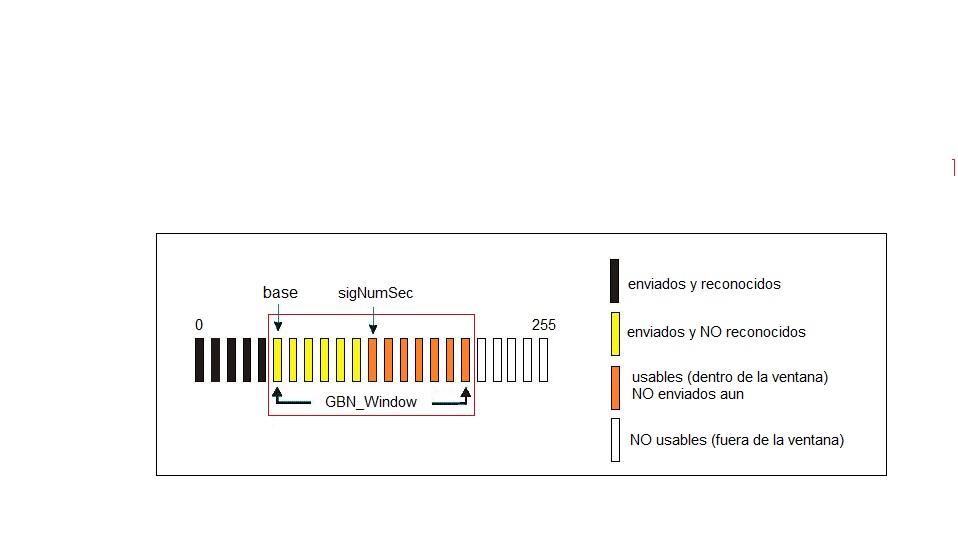 base
sigNumSec
0
255
GBN_Window
enviados y reconocidos
enviados y NO reconocidos
usables (dentro de la ventana)
NO enviados aun
NO usables (fuera de la ventana)